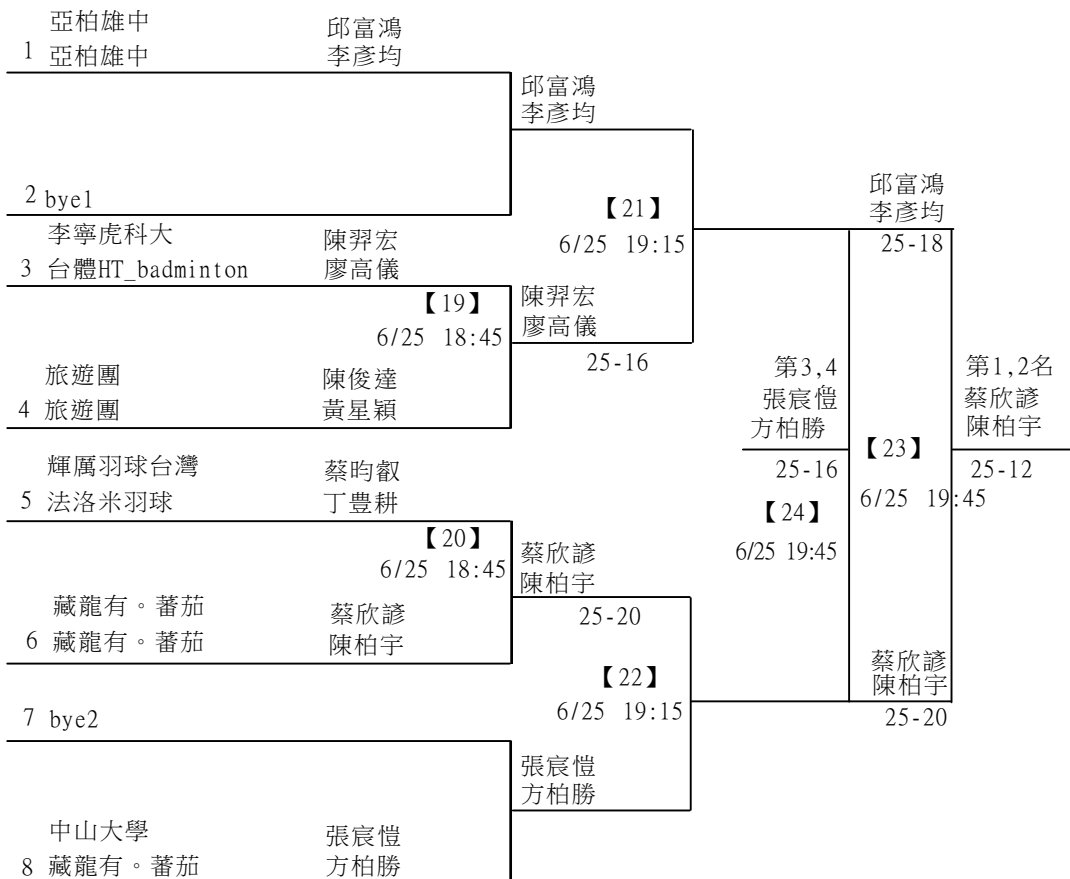 亞柏雄中 邱富鴻
1 亞柏雄中 李彥均
邱富鴻
李彥均
2 bye1
【21】
6/25 19:15
邱富鴻
李彥均
25-18
李寧虎科大 陳羿宏
3 台體HT_badminton 廖高儀
【19】
6/25 18:45
陳羿宏
廖高儀
25-16
旅遊團 陳俊達
4 旅遊團 黃星穎
第3,4
張宸愷
方柏勝
25-16
【24】
6/25 19:45
【23】
6/25 19:45
第1,2名
蔡欣諺
陳柏宇
25-12
輝厲羽球台灣 蔡昀叡
5 法洛米羽球 丁豊耕
【20】
6/25 18:45
蔡欣諺
陳柏宇
25-20
藏龍有。蕃茄 蔡欣諺
6 藏龍有。蕃茄 陳柏宇
【22】
6/25 19:15
蔡欣諺
陳柏宇
25-20
7 bye2
張宸愷
方柏勝
中山大學 張宸愷
8 藏龍有。蕃茄 方柏勝